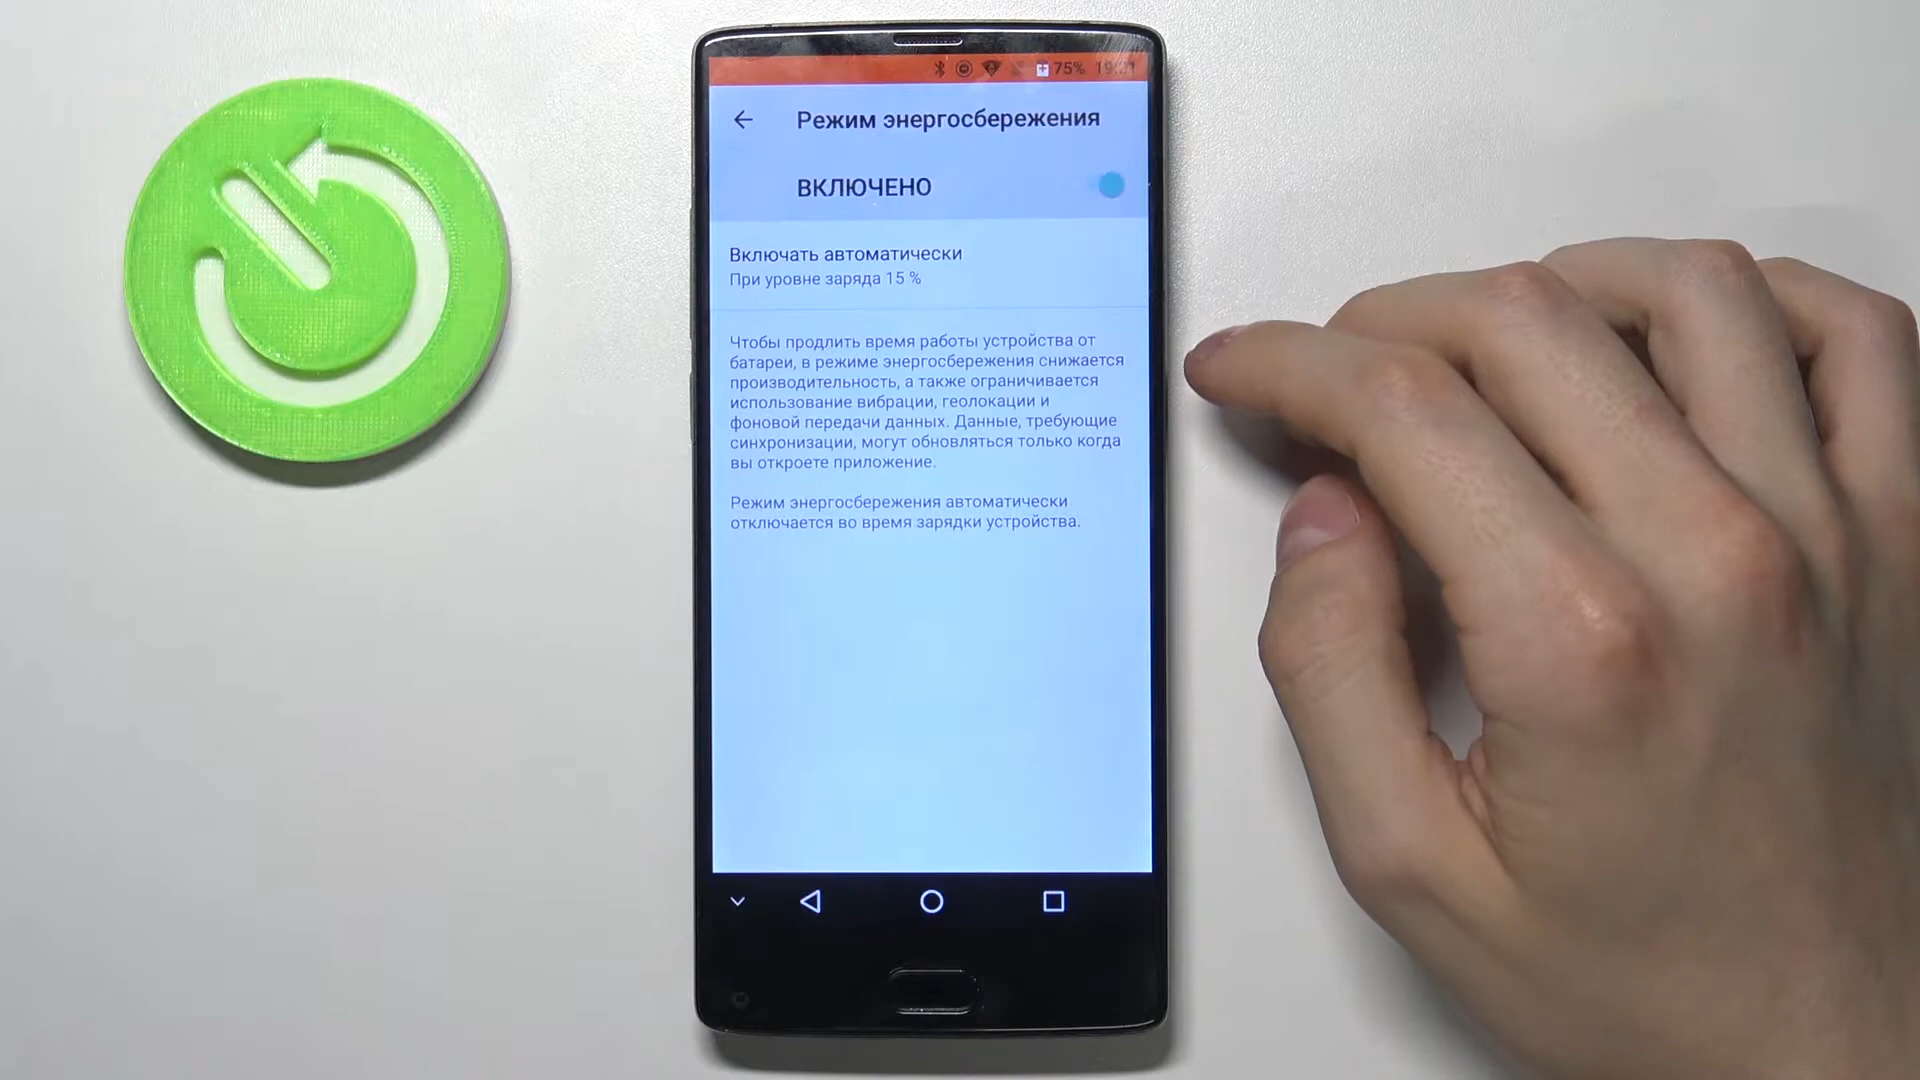 75% 19:21
Режим энергосбережения
ВКЛЮЧЕНО
Включать автоматически
При уровне заряда 15 %
Чтобы продлить время работы устройства от
батареи, в режиме энергосбережения снижается
производительность, а также ограничивается
использование вибрации, геолокации и
фоновой передачи данных. Данные, требующие
синхронизации, могут обновляться только когда
вы откроете приложение.
Режим энергосбережения автоматически
отключается во время зарядки устройства.